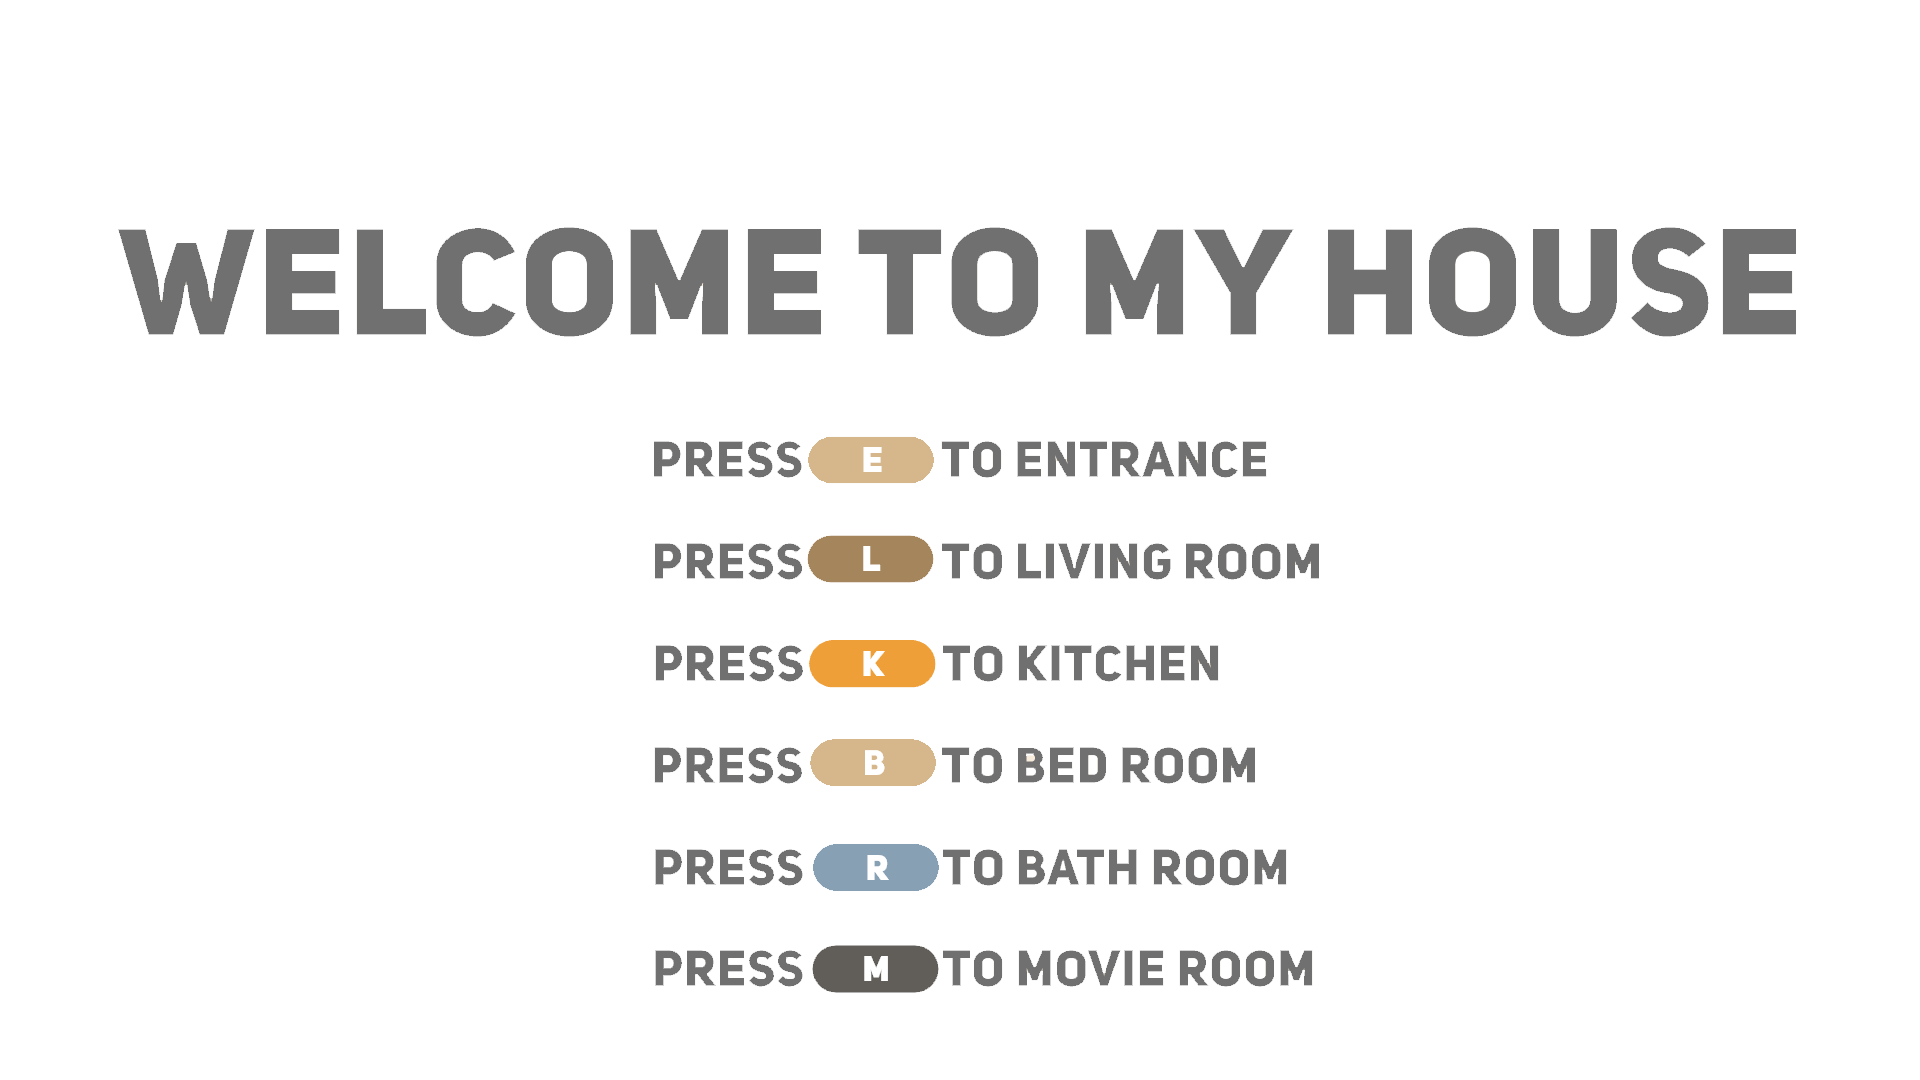 WELCOME TO MY HOUSE
PRESS E TO ENTRANCE
PRESS L TO LIVING ROOM
PRESS K TO KITCHEN
PRESS B TO BED ROOM
PRESS R TO BATH ROOM
PRESS M TO MOVIE ROOM